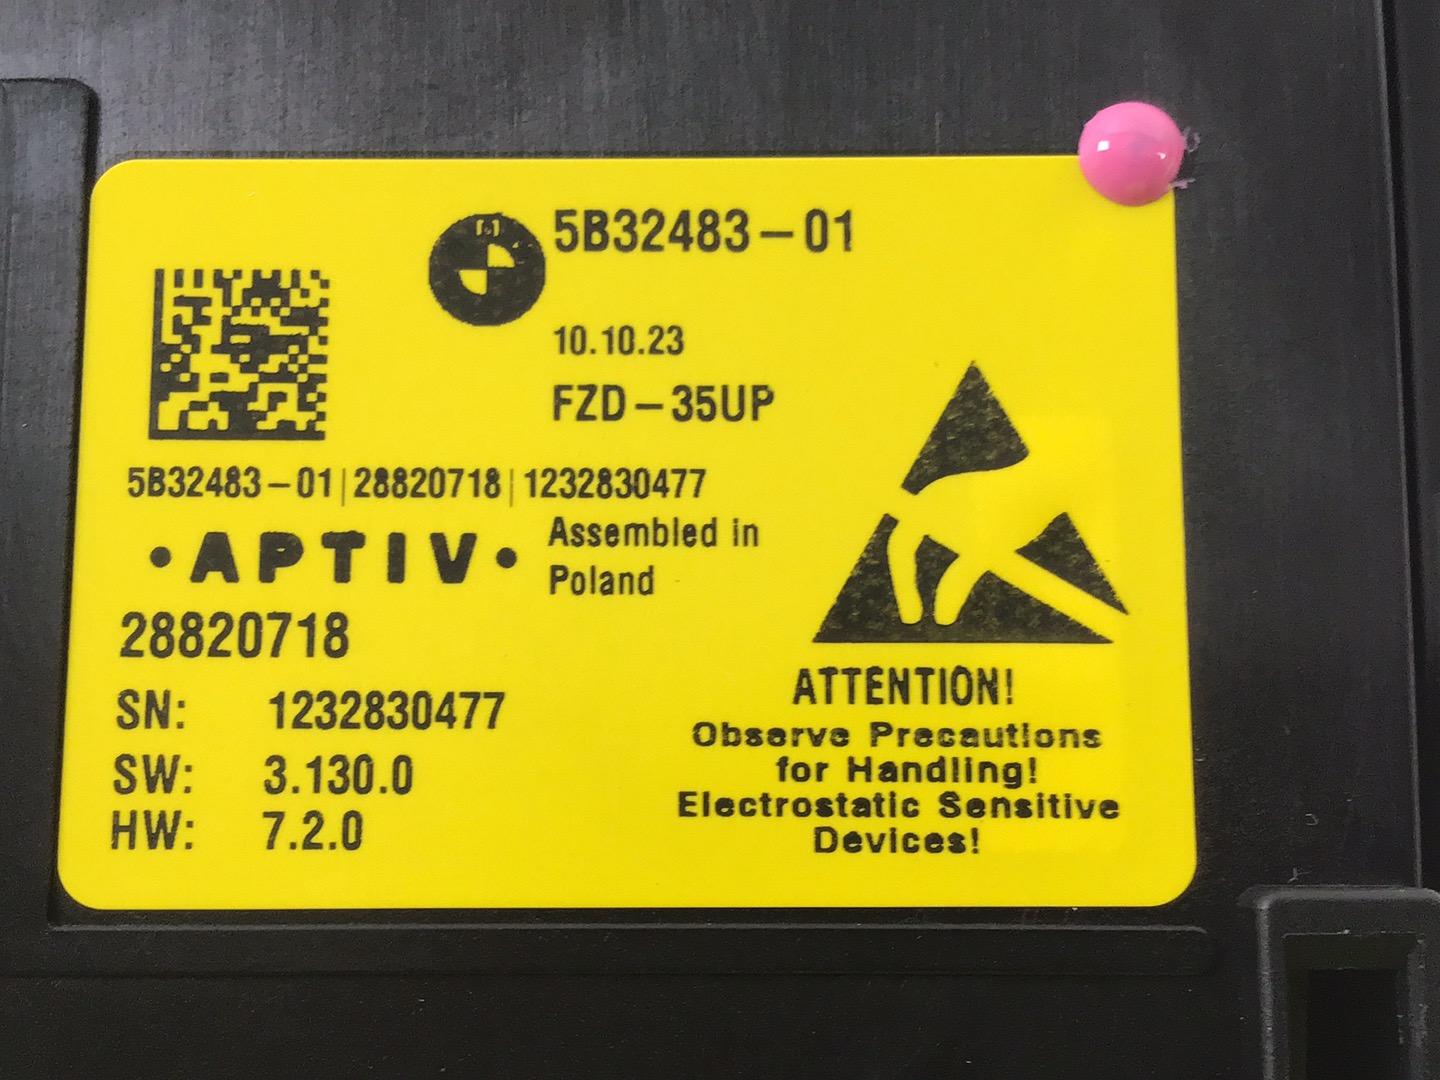 5B32483-01
10.10.23
FZD-35UP
5B32483-01|28820718|1232830477
·APTIV·
Assembled in
Poland
28820718
SN: 1232830477
SW: 3.130.0
HW: 7.2.0
ATTENTION!
Observe Precautions
for Handling!
Electrostatic Sensitive
Devices!